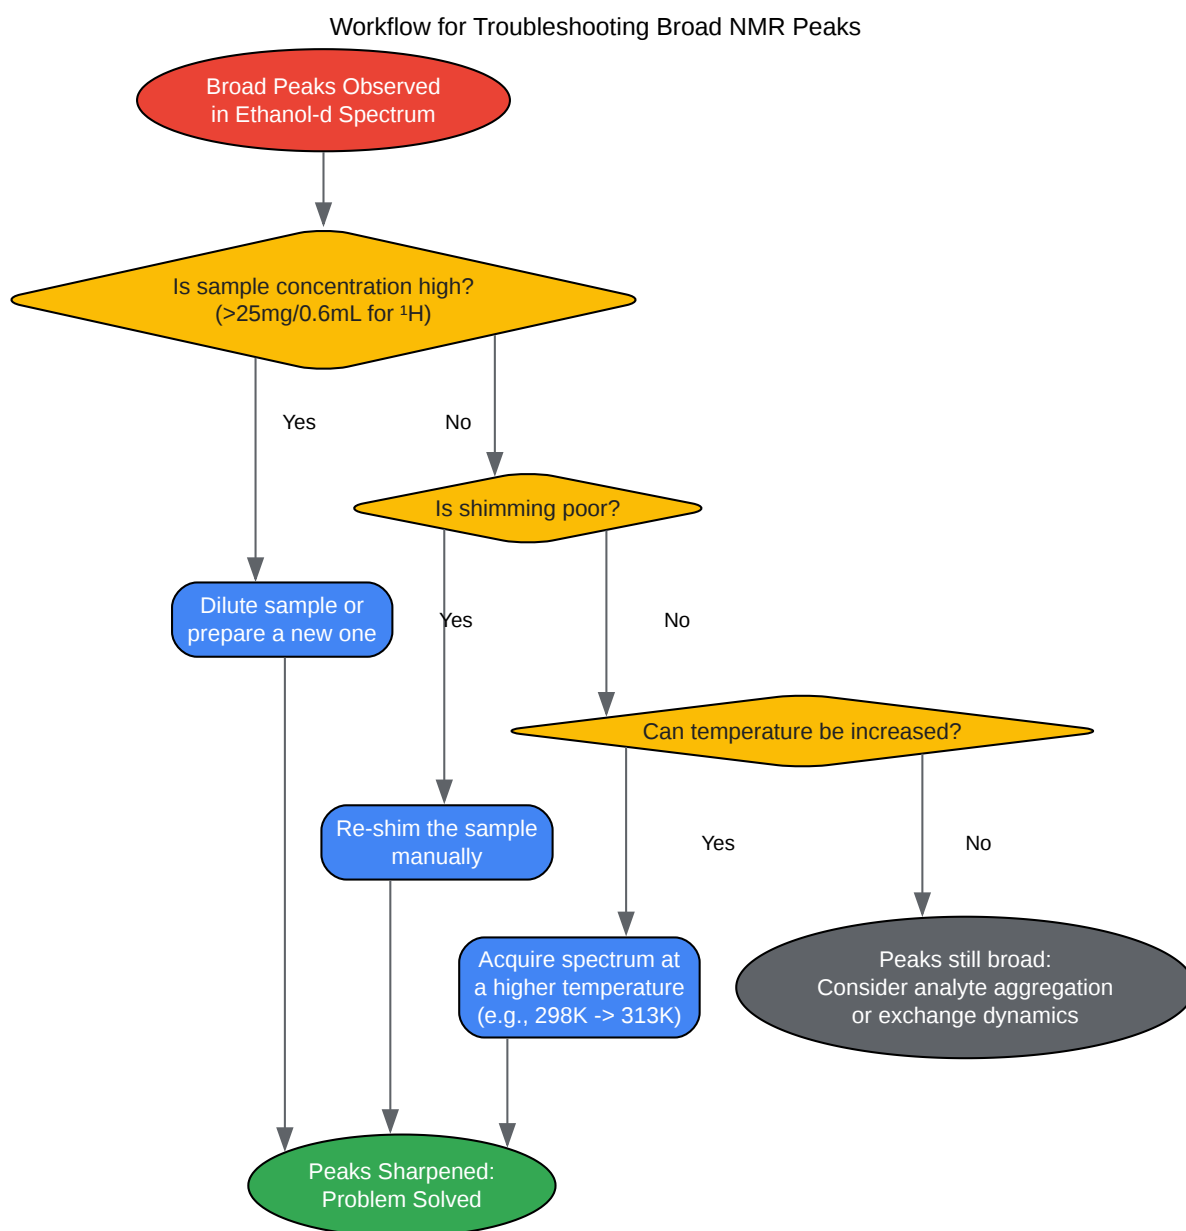 Workflow for Troubleshooting Broad NMR Peaks
Broad Peaks Observed
in Ethanol-d Spectrum
Is sample concentration high?
(>25mg/0.6mL for ¹H)
Yes
No
Is shimming poor?
Dilute sample or
prepare a new one
Yes
No
Can temperature be increased?
Re-shim the sample
manually
Yes
No
Acquire spectrum at
a higher temperature
(e.g., 298K -> 313K)
Peaks still broad:
Consider analyte aggregation
or exchange dynamics
Peaks Sharpened:
Problem Solved